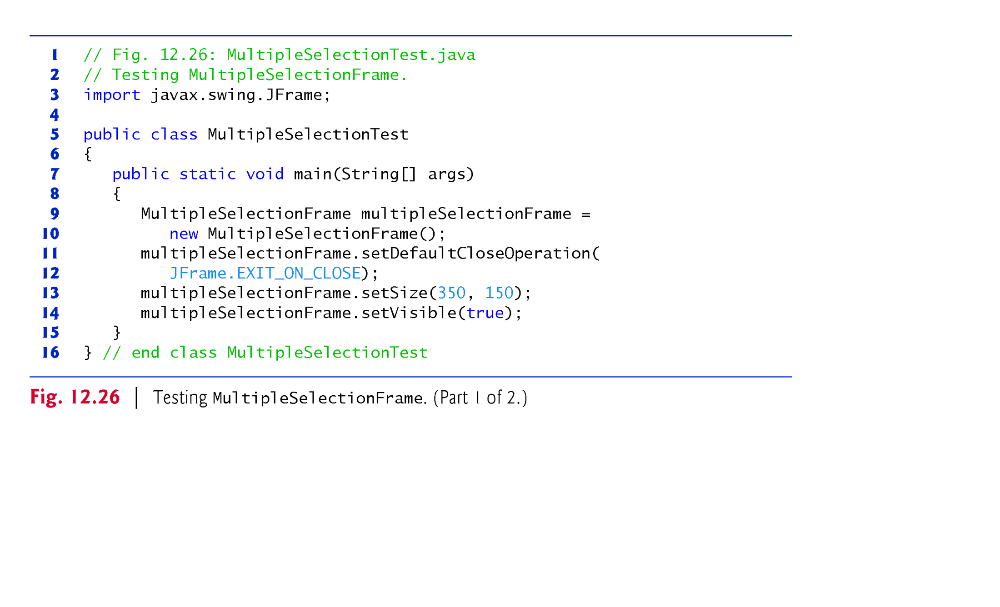 1 // Fig. 12.26: MultipleSelectionTest.java
2 // Testing MultipleSelectionFrame.
3 import javax.swing.JFrame;
4
5 public class MultipleSelectionTest
6 {
7    public static void main(String[] args)
8    {
9       MultipleSelectionFrame multipleSelectionFrame =
10          new MultipleSelectionFrame();
11       multipleSelectionFrame.setDefaultCloseOperation(
12          JFrame.EXIT_ON_CLOSE);
13       multipleSelectionFrame.setSize(350, 150);
14       multipleSelectionFrame.setVisible(true);
15    }
16 } // end class MultipleSelectionTest
Fig. 12.26 | Testing MultipleSelectionFrame. (Part 1 of 2.)